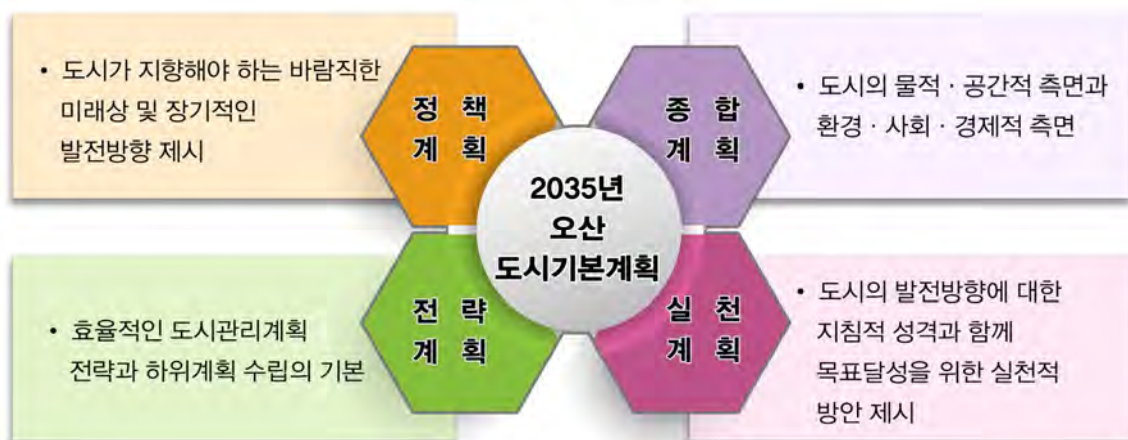 • 도시가 지향해야 하는 바람직한
미래상 및 장기적인
발전방향 제시
정 책
계 획
종 합
계 획
• 도시의 물적 · 공간적 측면과
환경 · 사회 · 경제적 측면
2035년
오산
도시기본계획
• 효율적인 도시관리계획
전략과 하위계획 수립의 기본
전 략
계 획
실 천
계 획
• 도시의 발전방향에 대한
지침적 성격과 함께
목표달성을 위한 실천적
방안 제시